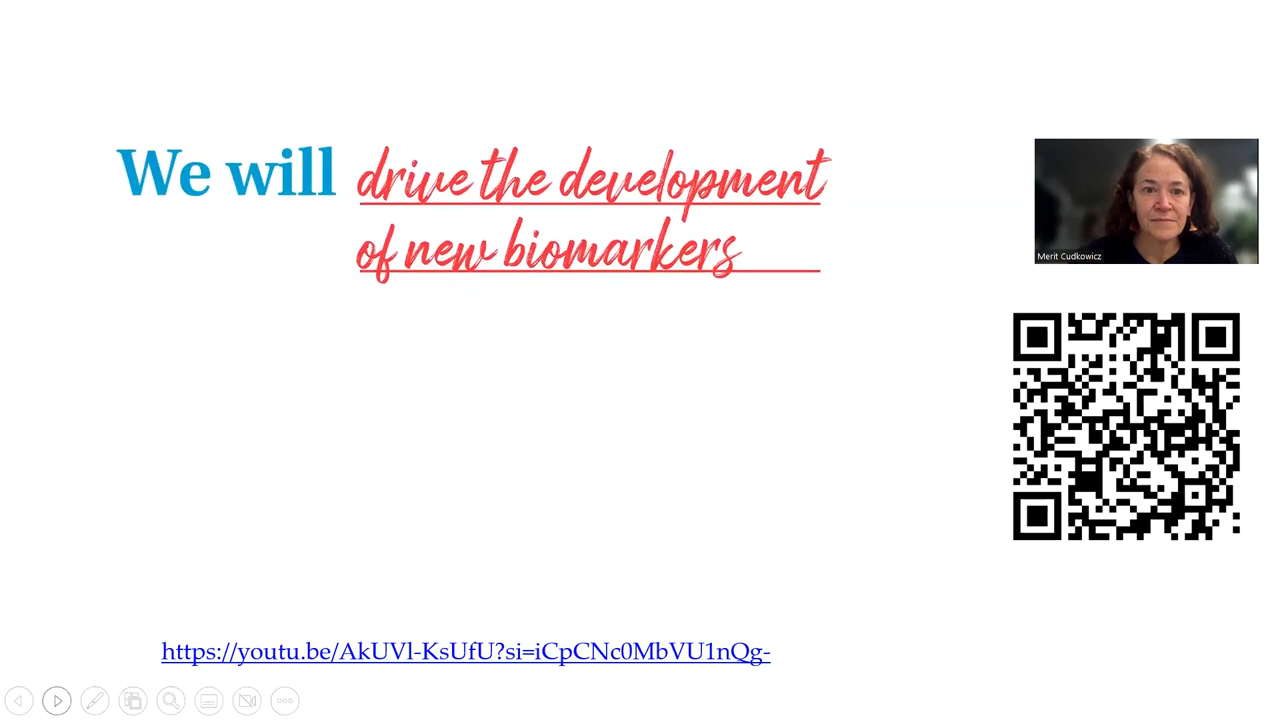 We will drive the development
of new biomarkers
Merit Cudkowicz
https://youtu.be/AkUVl-KsUfU?si=iCpCNc0MbVU1nQg-